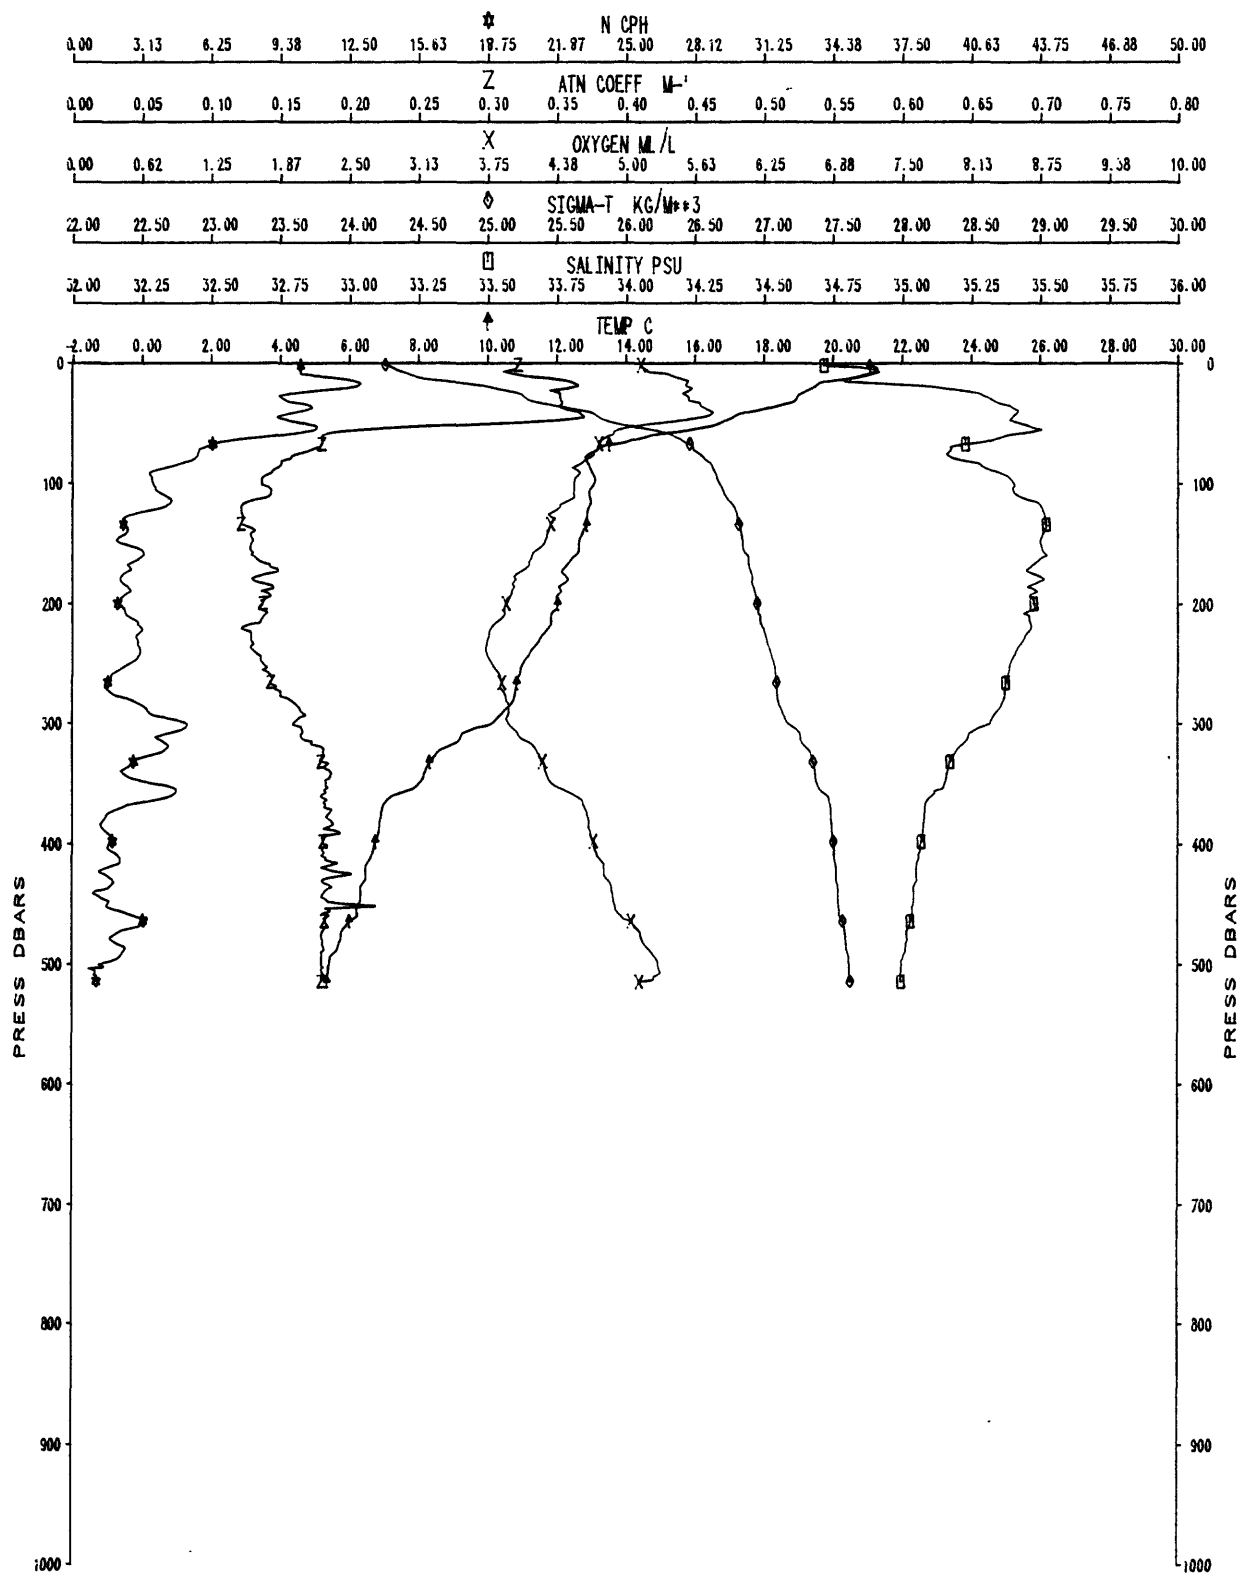 N CPH
0.00 3.13 6.25 9.38 12.50 15.63 18.75 21.87 25.00 28.12 31.25 34.38 37.50 40.63 43.75 46.88 50.00
Z ATN COEFF M-1
0.00 0.05 0.10 0.15 0.20 0.25 0.30 0.35 0.40 0.45 0.50 0.55 0.60 0.65 0.70 0.75 0.80
X OXYGEN ML/L
0.00 0.62 1.25 1.87 2.50 3.13 3.75 4.38 5.00 5.63 6.25 6.88 7.50 8.13 8.75 9.38 10.00
SIGMA-T KG/M**3
22.00 22.50 23.00 23.50 24.00 24.50 25.00 25.50 26.00 26.50 27.00 27.50 28.00 28.50 29.00 29.50 30.00
SALINITY PSU
32.00 32.25 32.50 32.75 33.00 33.25 33.50 33.75 34.00 34.25 34.50 34.75 35.00 35.25 35.50 35.75 36.00
TEMP C
-2.00 0.00 2.00 4.00 6.00 8.00 10.00 12.00 14.00 16.00 18.00 20.00 22.00 24.00 26.00 28.00 30.00
0 0
100 100
200 200
300 300
400 400
500 500
600 600
700 700
800 800
900 900
1000 1000
PRESS DBARS
PRESS DBARS